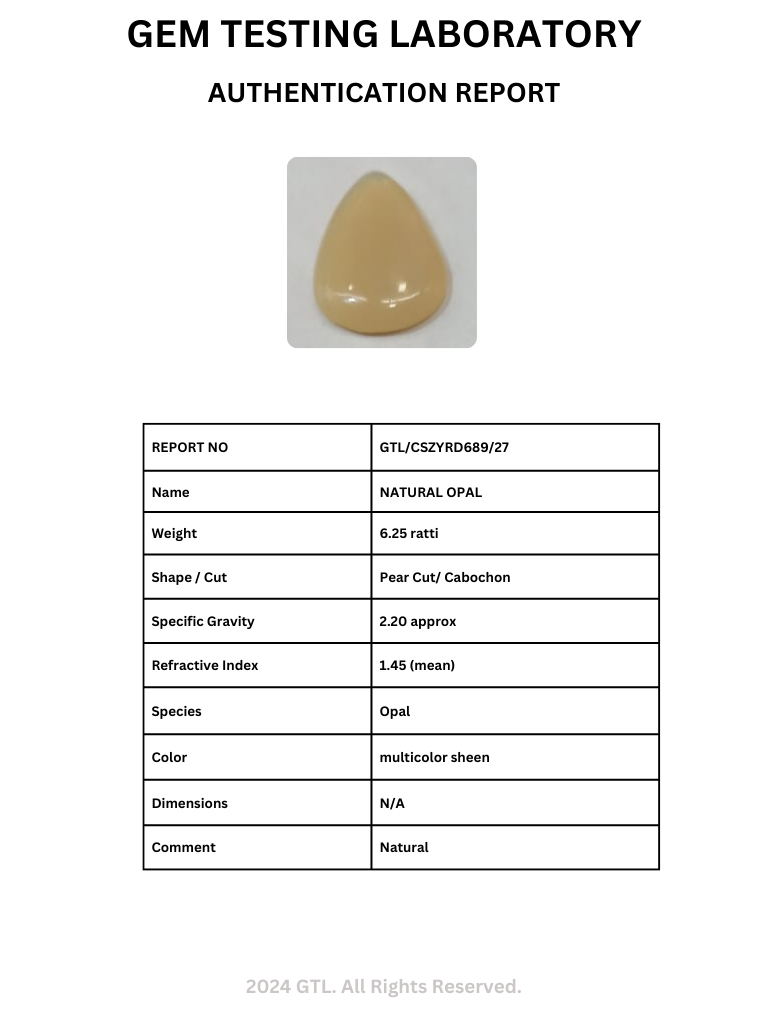 GEM TESTING LABORATORY
AUTHENTICATION REPORT
REPORT NO GTL/CSZYRD689/27
Name NATURAL OPAL
Weight 6.25 ratti
Shape / Cut Pear Cut/ Cabochon
Specific Gravity 2.20 approx
Refractive Index 1.45 (mean)
Species Opal
Color multicolor sheen
Dimensions N/A
Comment Natural
2024 GTL. All Rights Reserved.